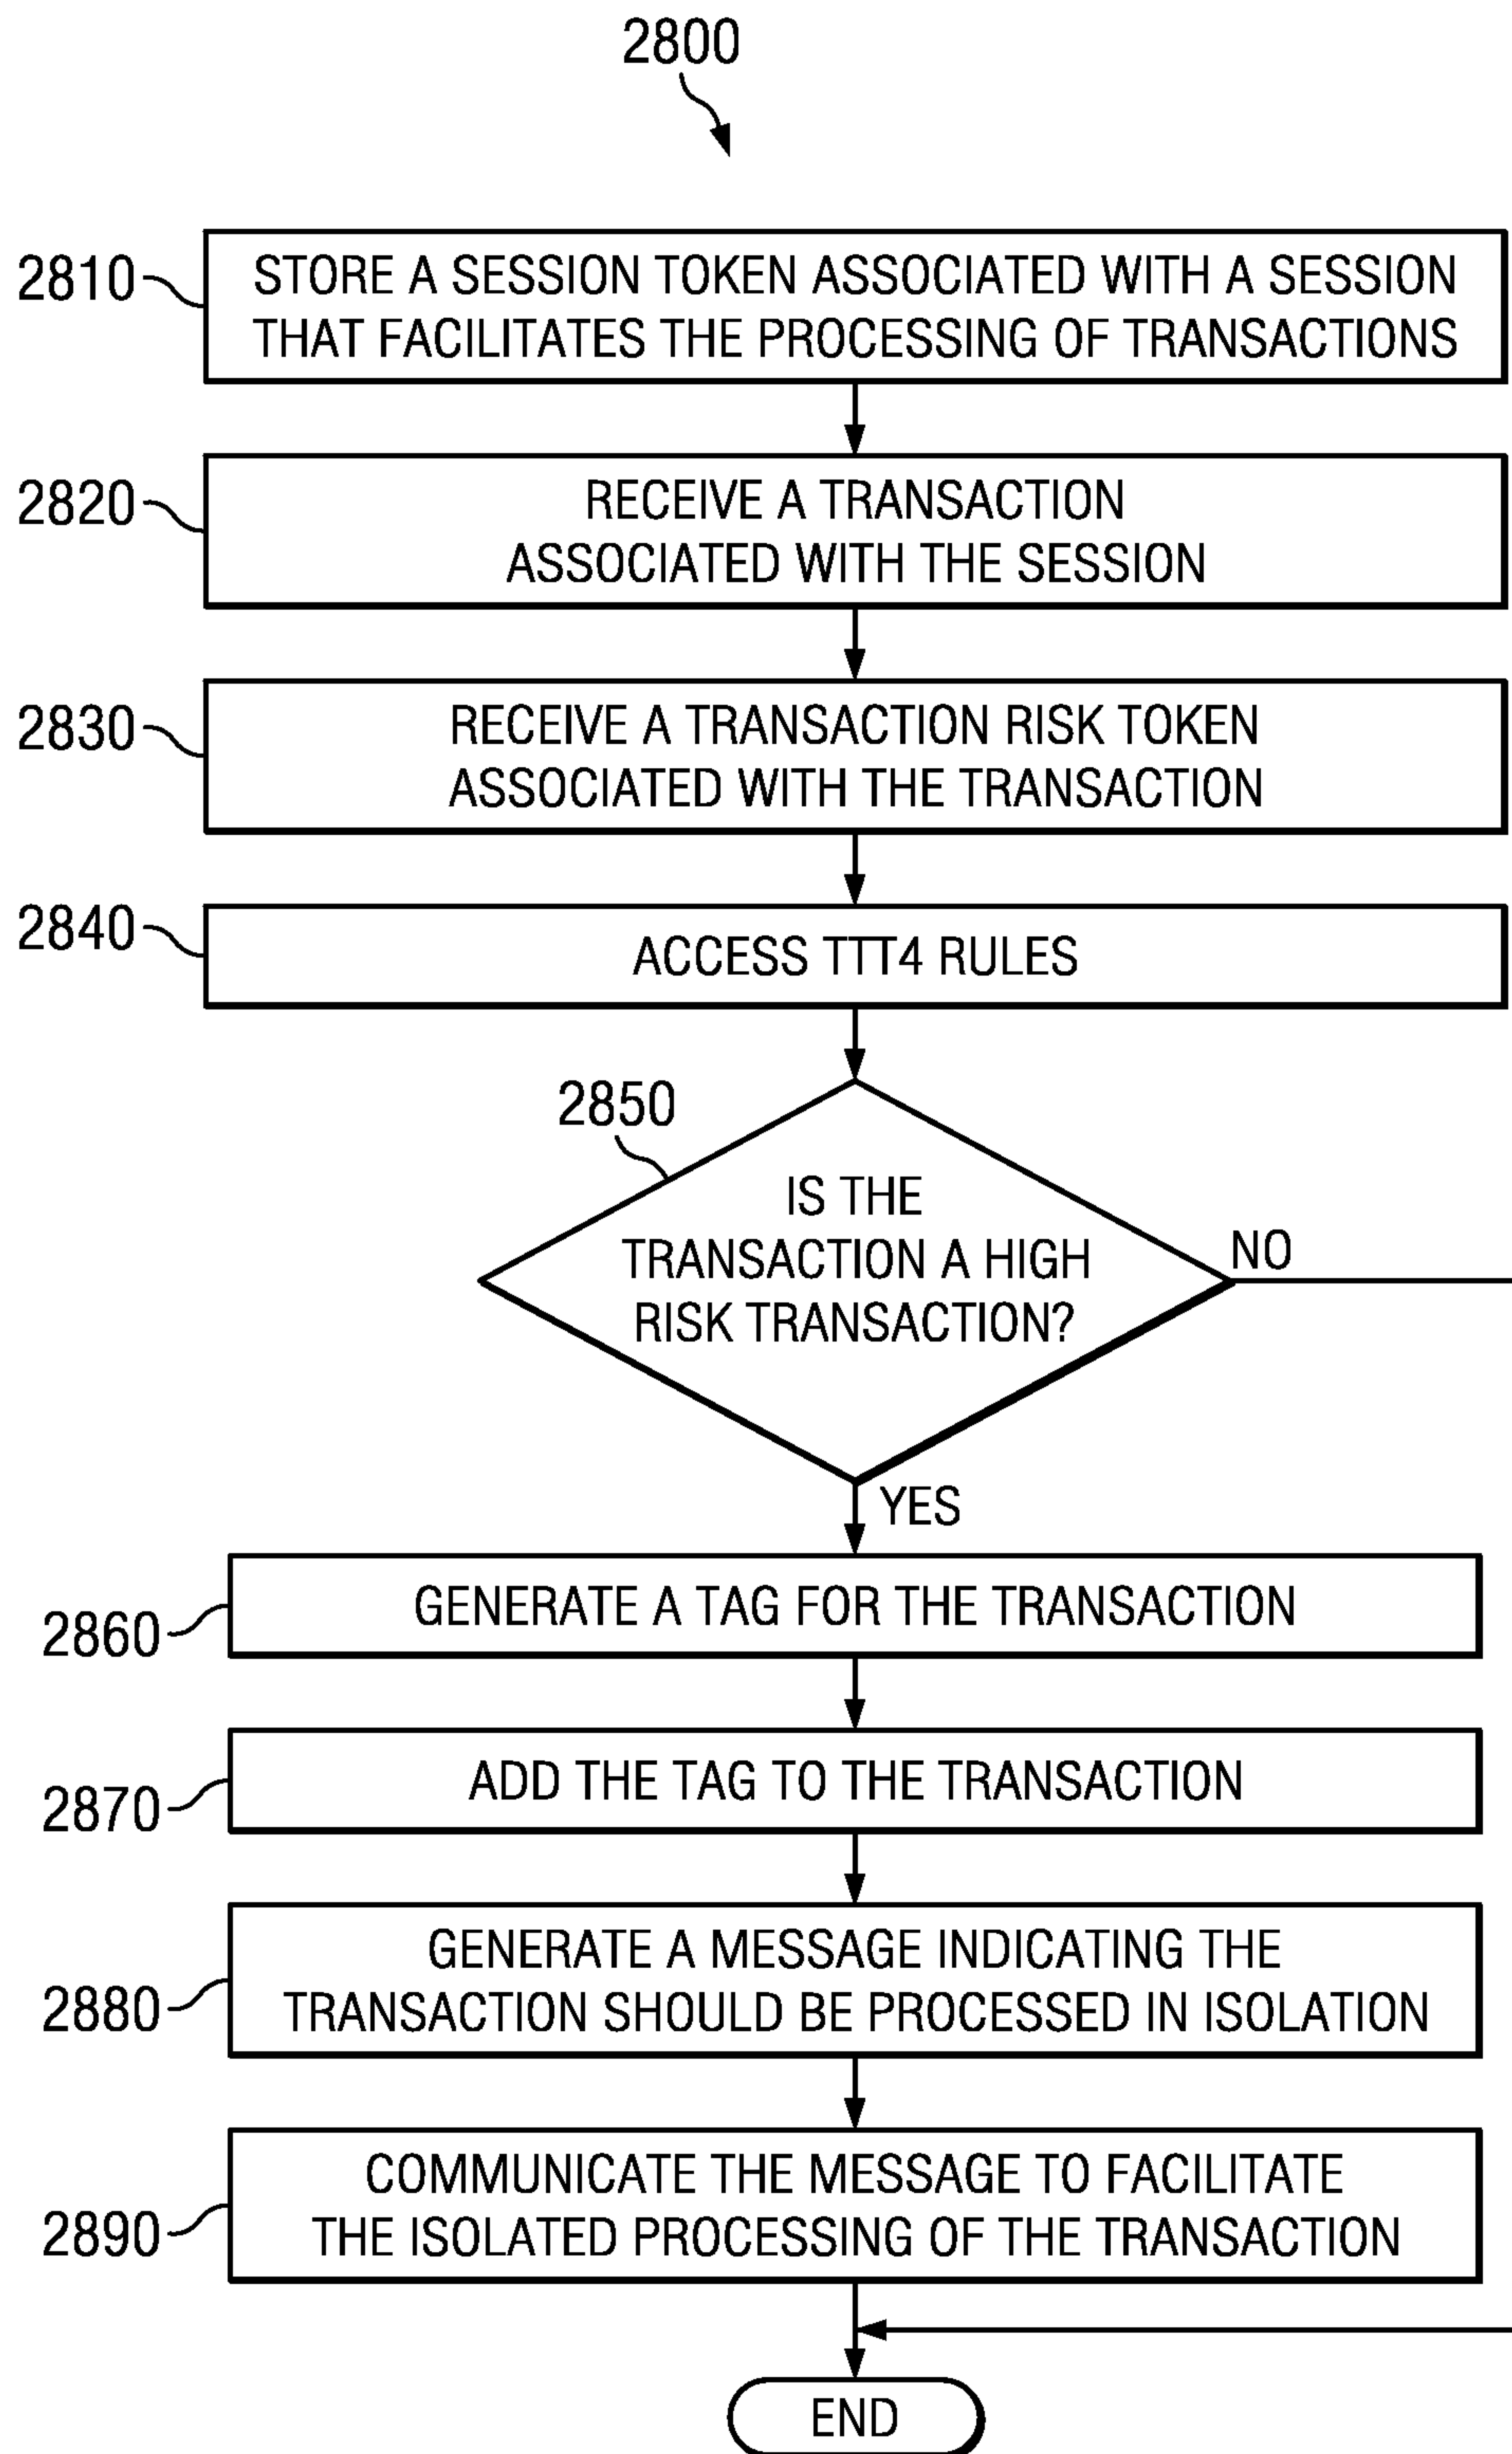 2800
2810
STORE A SESSION TOKEN ASSOCIATED WITH A SESSION
THAT FACILITATES THE PROCESSING OF TRANSACTIONS
2820
RECEIVE A TRANSACTION
ASSOCIATED WITH THE SESSION
2830
RECEIVE A TRANSACTION RISK TOKEN
ASSOCIATED WITH THE TRANSACTION
2840
ACCESS TTT4 RULES
2850
IS THE
TRANSACTION A HIGH
RISK TRANSACTION?
NO
YES
2860
GENERATE A TAG FOR THE TRANSACTION
2870
ADD THE TAG TO THE TRANSACTION
2880
GENERATE A MESSAGE INDICATING THE
TRANSACTION SHOULD BE PROCESSED IN ISOLATION
2890
COMMUNICATE THE MESSAGE TO FACILITATE
THE ISOLATED PROCESSING OF THE TRANSACTION
END